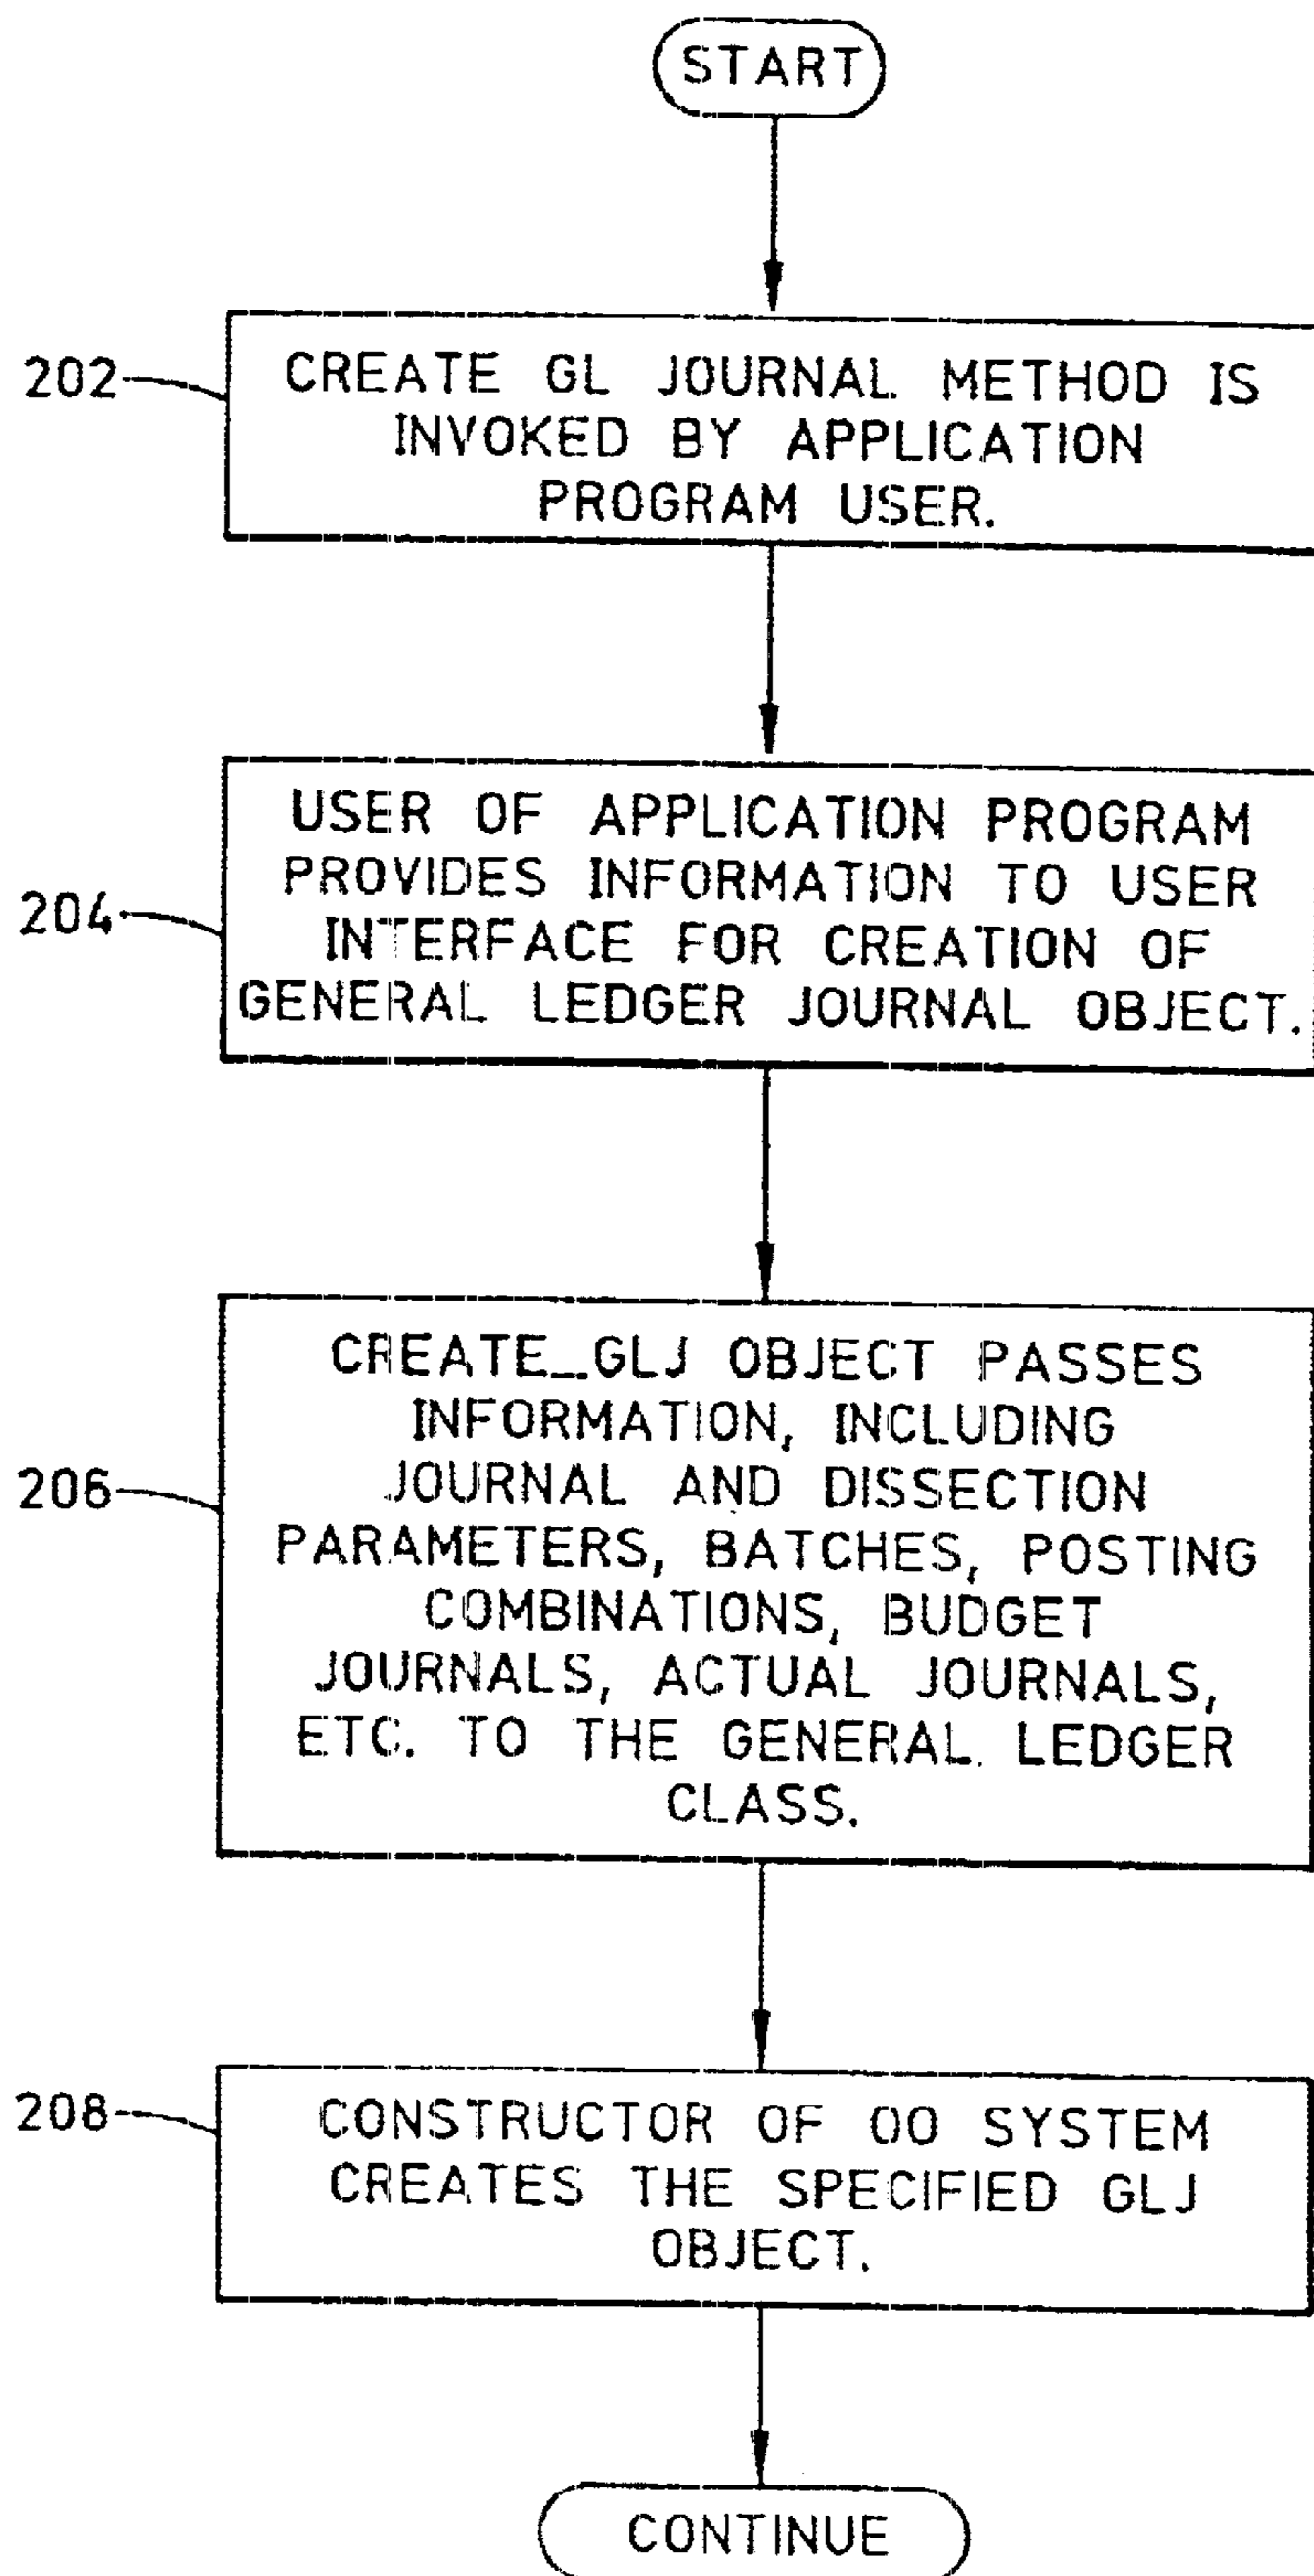 START
202
CREATE GL JOURNAL METHOD IS
INVOKED BY APPLICATION
PROGRAM USER.
204
USER OF APPLICATION PROGRAM
PROVIDES INFORMATION TO USER
INTERFACE FOR CREATION OF
GENERAL LEDGER JOURNAL OBJECT.
206
CREATE_GLJ OBJECT PASSES
INFORMATION, INCLUDING
JOURNAL AND DISSECTION
PARAMETERS, BATCHES, POSTING
COMBINATIONS, BUDGET
JOURNALS, ACTUAL JOURNALS,
ETC. TO THE GENERAL LEDGER
CLASS.
208
CONSTRUCTOR OF OO SYSTEM
CREATES THE SPECIFIED GLJ
OBJECT.
CONTINUE